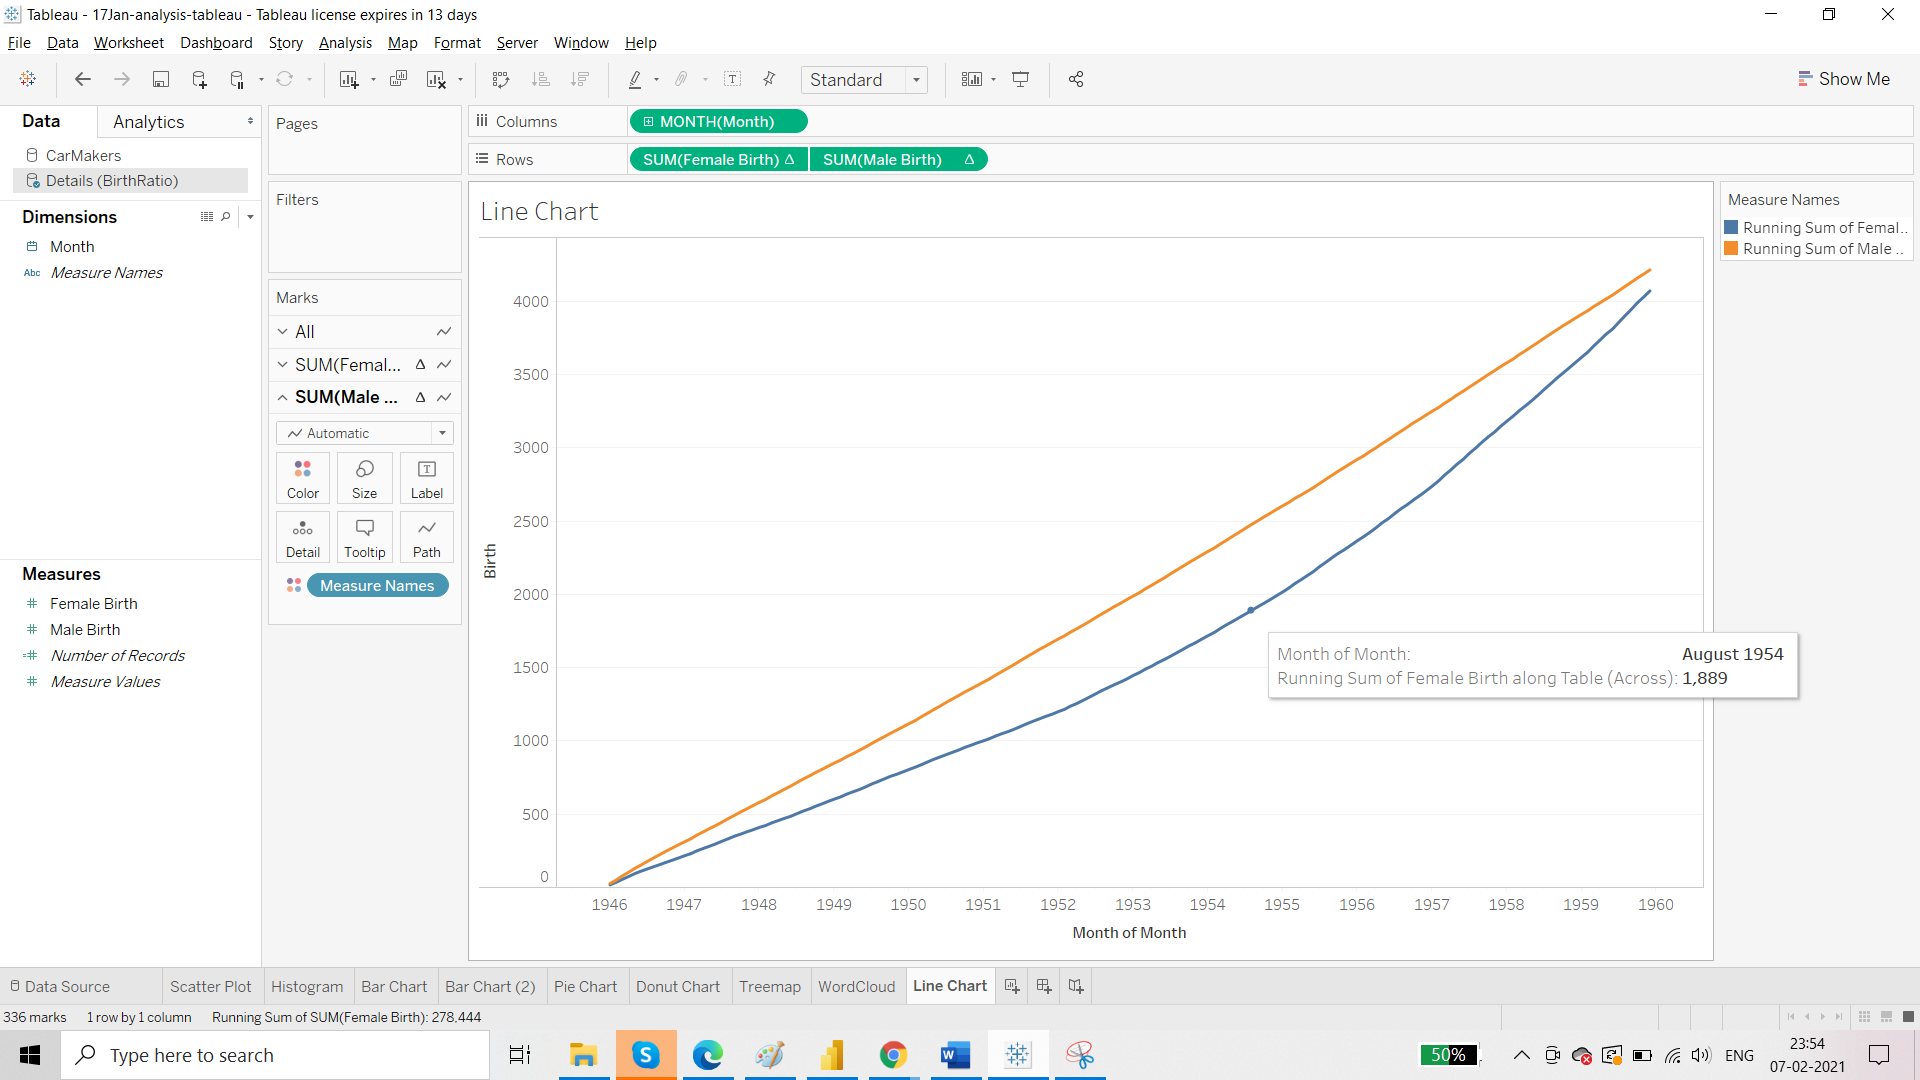 Tableau - 17Jan-analysis-tableau - Tableau license expires in 13 days
File Data Worksheet Dashboard Story Analysis Map Format Server Window Help
Standard
Show Me
Data Analytics
CarMakers
Details (BirthRatio)
Dimensions
Month
Abc Measure Names
Measures
Female Birth
Male Birth
Number of Records
Measure Values
Pages
Filters
Marks
All
SUM(Femal...
SUM(Male ...
Automatic
Color Size Label
Detail Tooltip Path
Measure Names
Columns MONTH(Month)
Rows SUM(Female Birth) SUM(Male Birth)
Line Chart
4000
3500
3000
2500
2000
1500
1000
500
0
Birth
1946 1947 1948 1949 1950 1951 1952 1953 1954 1955 1956 1957 1958 1959 1960
Month of Month
Month of Month: August 1954
Running Sum of Female Birth along Table (Across): 1,889
Measure Names
Running Sum of Femal..
Running Sum of Male ..
Data Source Scatter Plot Histogram Bar Chart Bar Chart (2) Pie Chart Donut Chart Treemap WordCloud Line Chart
336 marks 1 row by 1 column Running Sum of SUM(Female Birth): 278,444
Type here to search
50%
ENG
23:54
07-02-2021